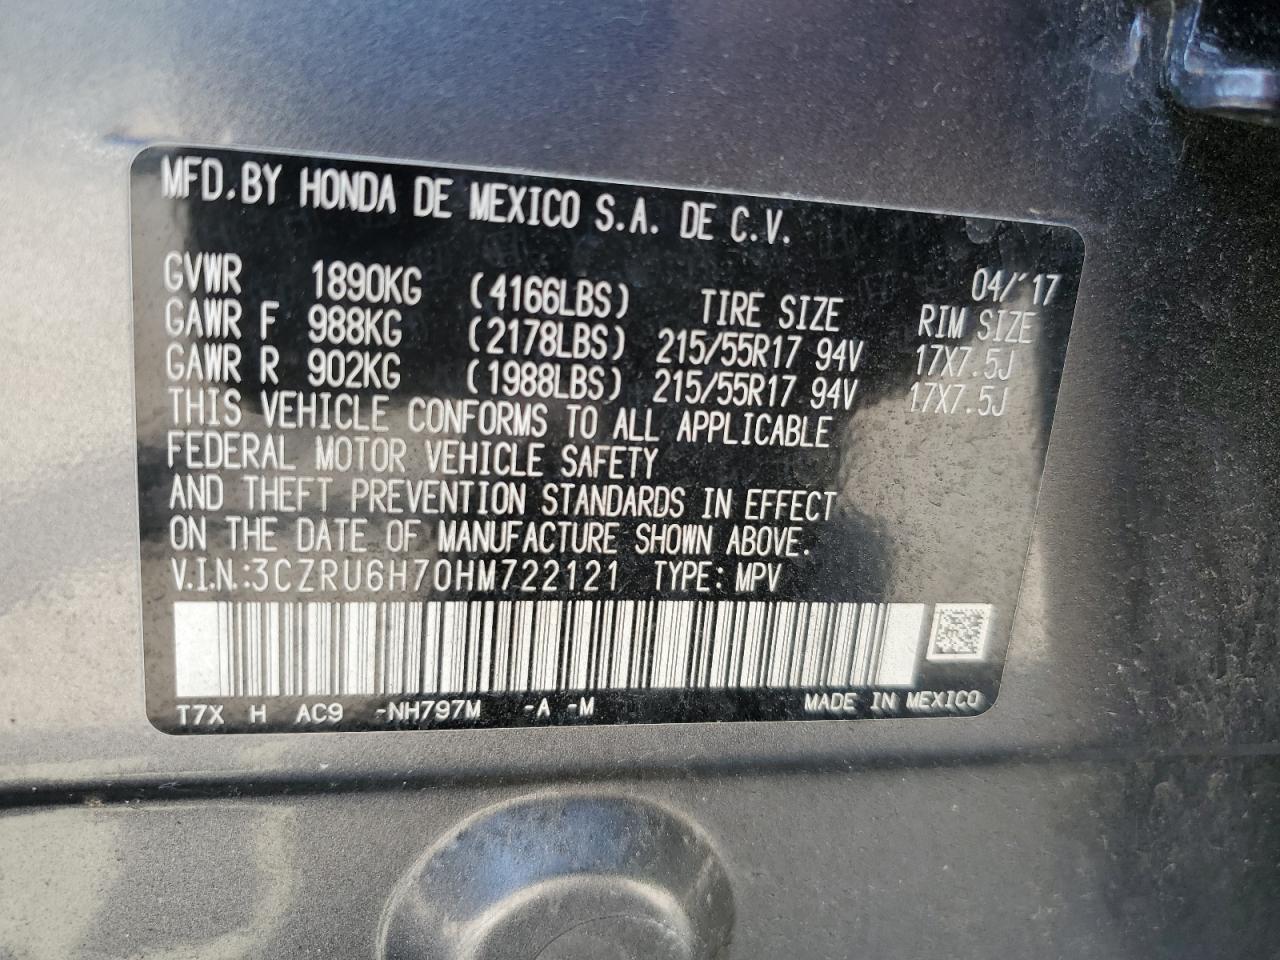 MFD.BY HONDA DE MEXICO S.A. DE C.V.
04/'17
GVWR 1890KG (4166LBS) TIRE SIZE RIM SIZE
GAWR F 988KG (2178LBS) 215/55R17 94V 17X7.5J
GAWR R 902KG (1988LBS) 215/55R17 94V 17X7.5J
THIS VEHICLE CONFORMS TO ALL APPLICABLE
FEDERAL MOTOR VEHICLE SAFETY
AND THEFT PREVENTION STANDARDS IN EFFECT
ON THE DATE OF MANUFACTURE SHOWN ABOVE.
V.I.N.:3CZRU6H70HM722121 TYPE: MPV
T7X H AC9 -NH797M -A -M MADE IN MEXICO